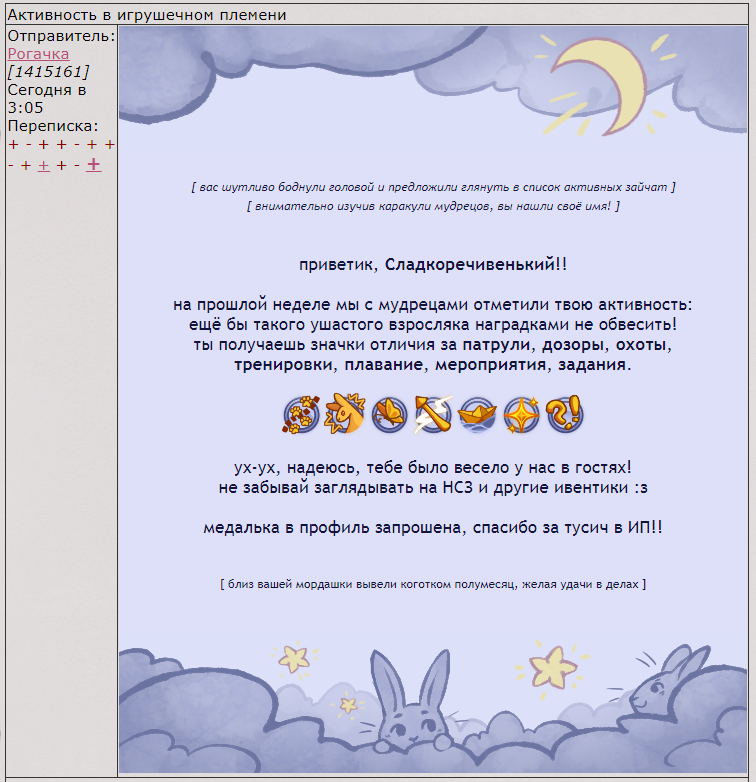 Активность в игрушечном племени
Отправитель:
Рогачка
[1415161]
Сегодня в
3:05
Переписка:
+ - + + - + +
- + + + - +
[ вас шутливо боднули головой и предложили глянуть в список активных зайчат ]
[ внимательно изучив каракули мудрецов, вы нашли своё имя! ]
приветик, Сладкоречивенький!!
на прошлой неделе мы с мудрецами отметили твою активность:
ещё бы такого ушастого взросляка наградками не обвесить!
ты получаешь значки отличия за патрули, дозоры, охоты,
тренировки, плавание, мероприятия, задания.
?!
ух-ух, надеюсь, тебе было весело у нас в гостях!
не забывай заглядывать на НСЗ и другие ивентики :з
медалька в профиль запрошена, спасибо за тусич в ИП!!
[ близ вашей мордашки вывели коготком полумесяц, желая удачи в делах ]